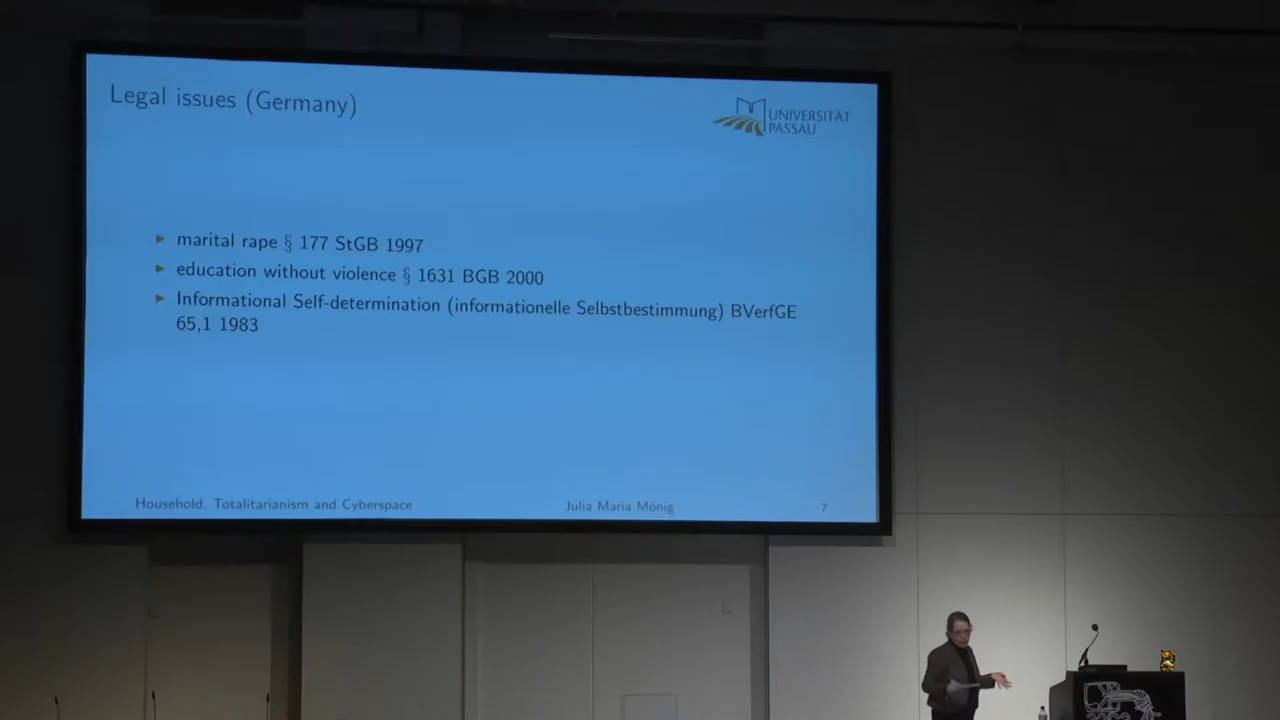 Legal issues (Germany)
UNIVERSITÄT
PASSAU
marital rape § 177 StGB 1997
education without violence § 1631 BGB 2000
Informational Self-determination (informationelle Selbstbestimmung) BVerfGE
65,1 1983
Household, Totalitarianism and Cyberspace
Julia Maria Mönig
7